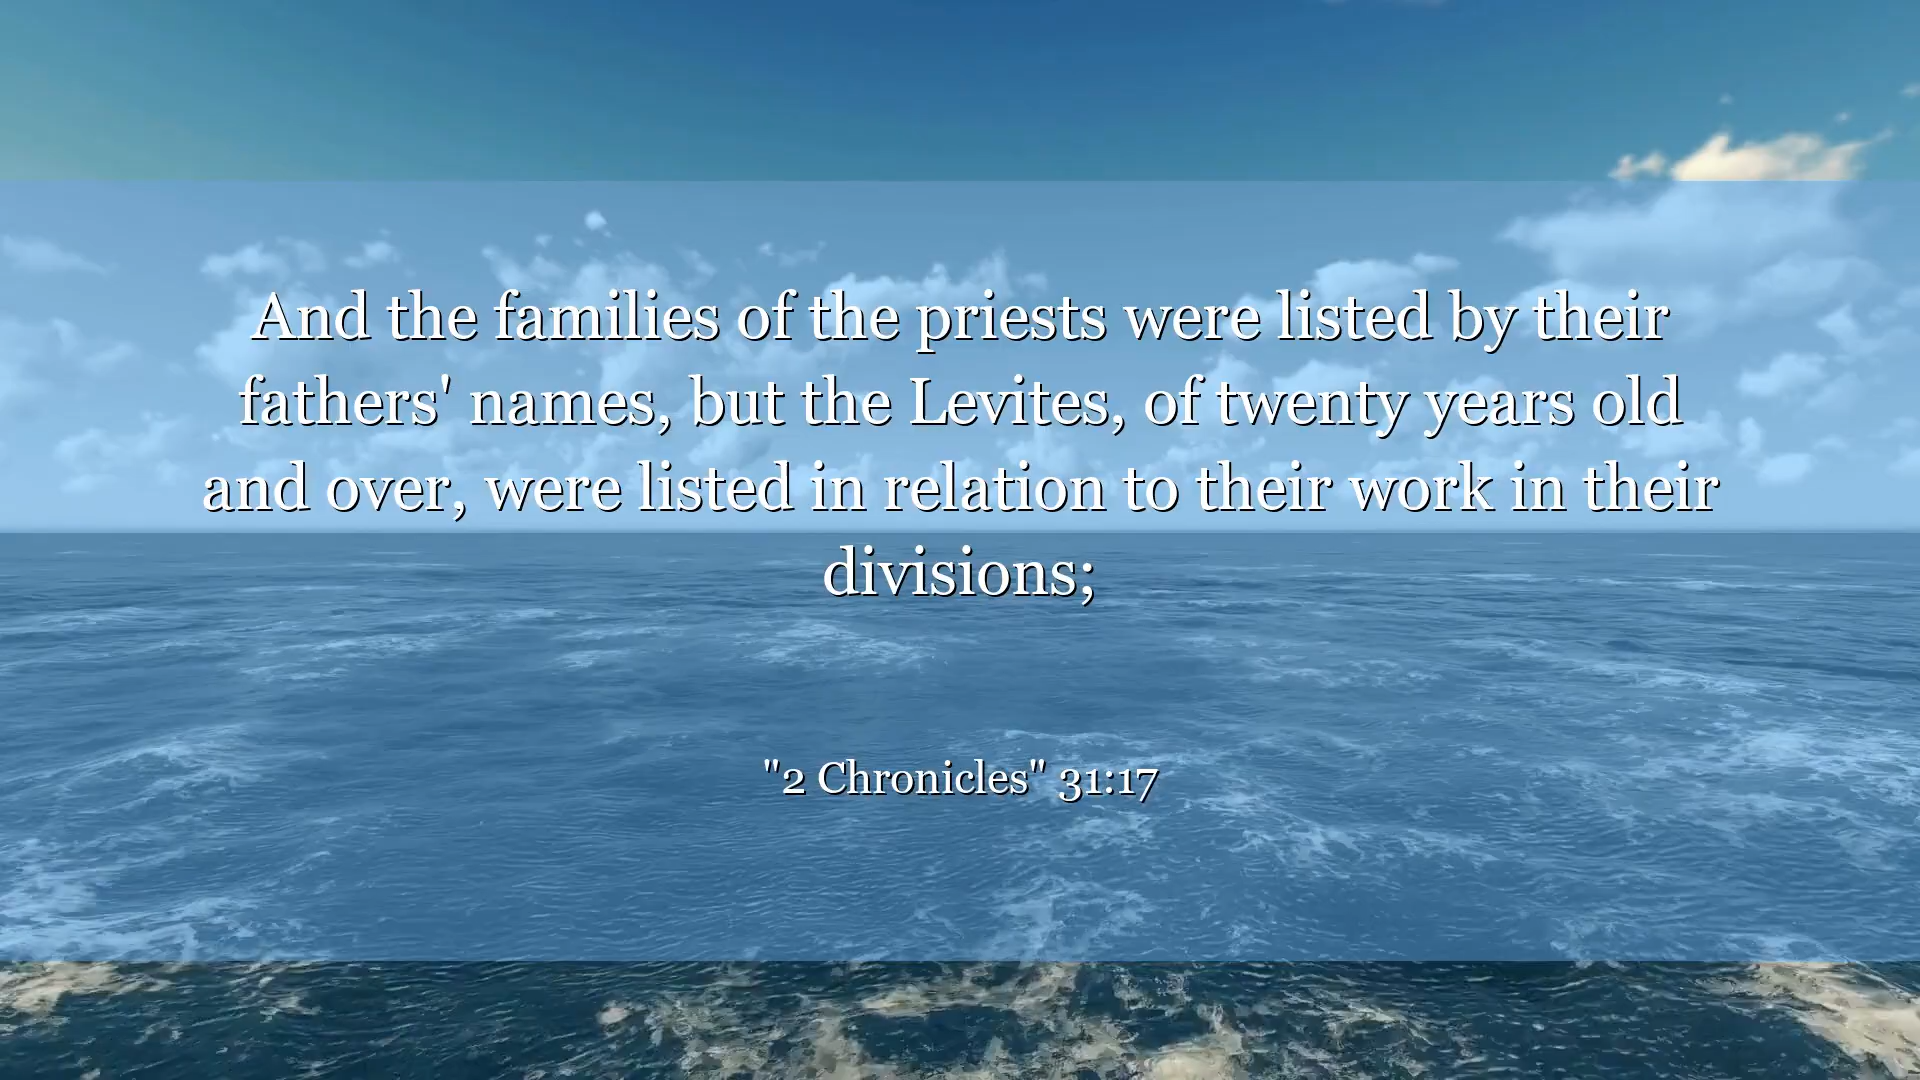 And the families of the priests were listed by their
fathers' names, but the Levites, of twenty years old
and over, were listed in relation to their work in their
divisions;
"2 Chronicles" 31:17